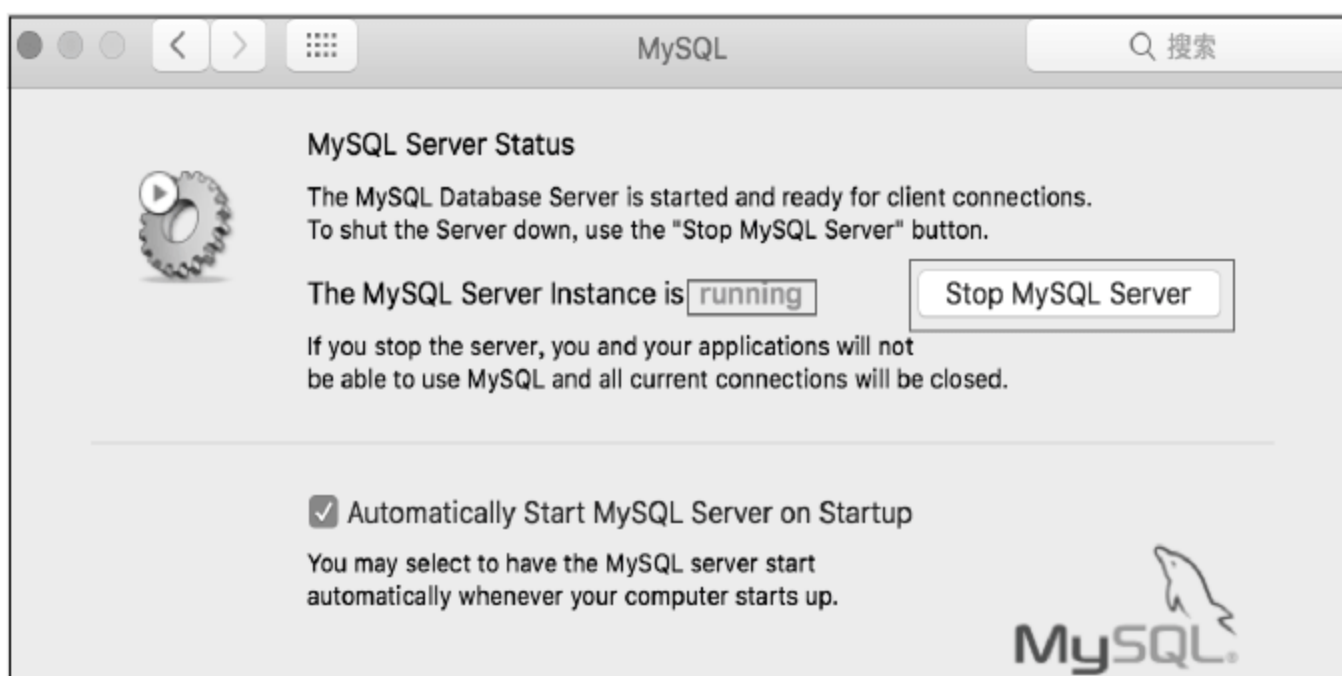 MySQL
搜索
MySQL Server Status
The MySQL Database Server is started and ready for client connections.
To shut the Server down, use the "Stop MySQL Server" button.
The MySQL Server Instance is running
Stop MySQL Server
If you stop the server, you and your applications will not
be able to use MySQL and all current connections will be closed.
Automatically Start MySQL Server on Startup
You may select to have the MySQL server start
automatically whenever your computer starts up.
MySQL®